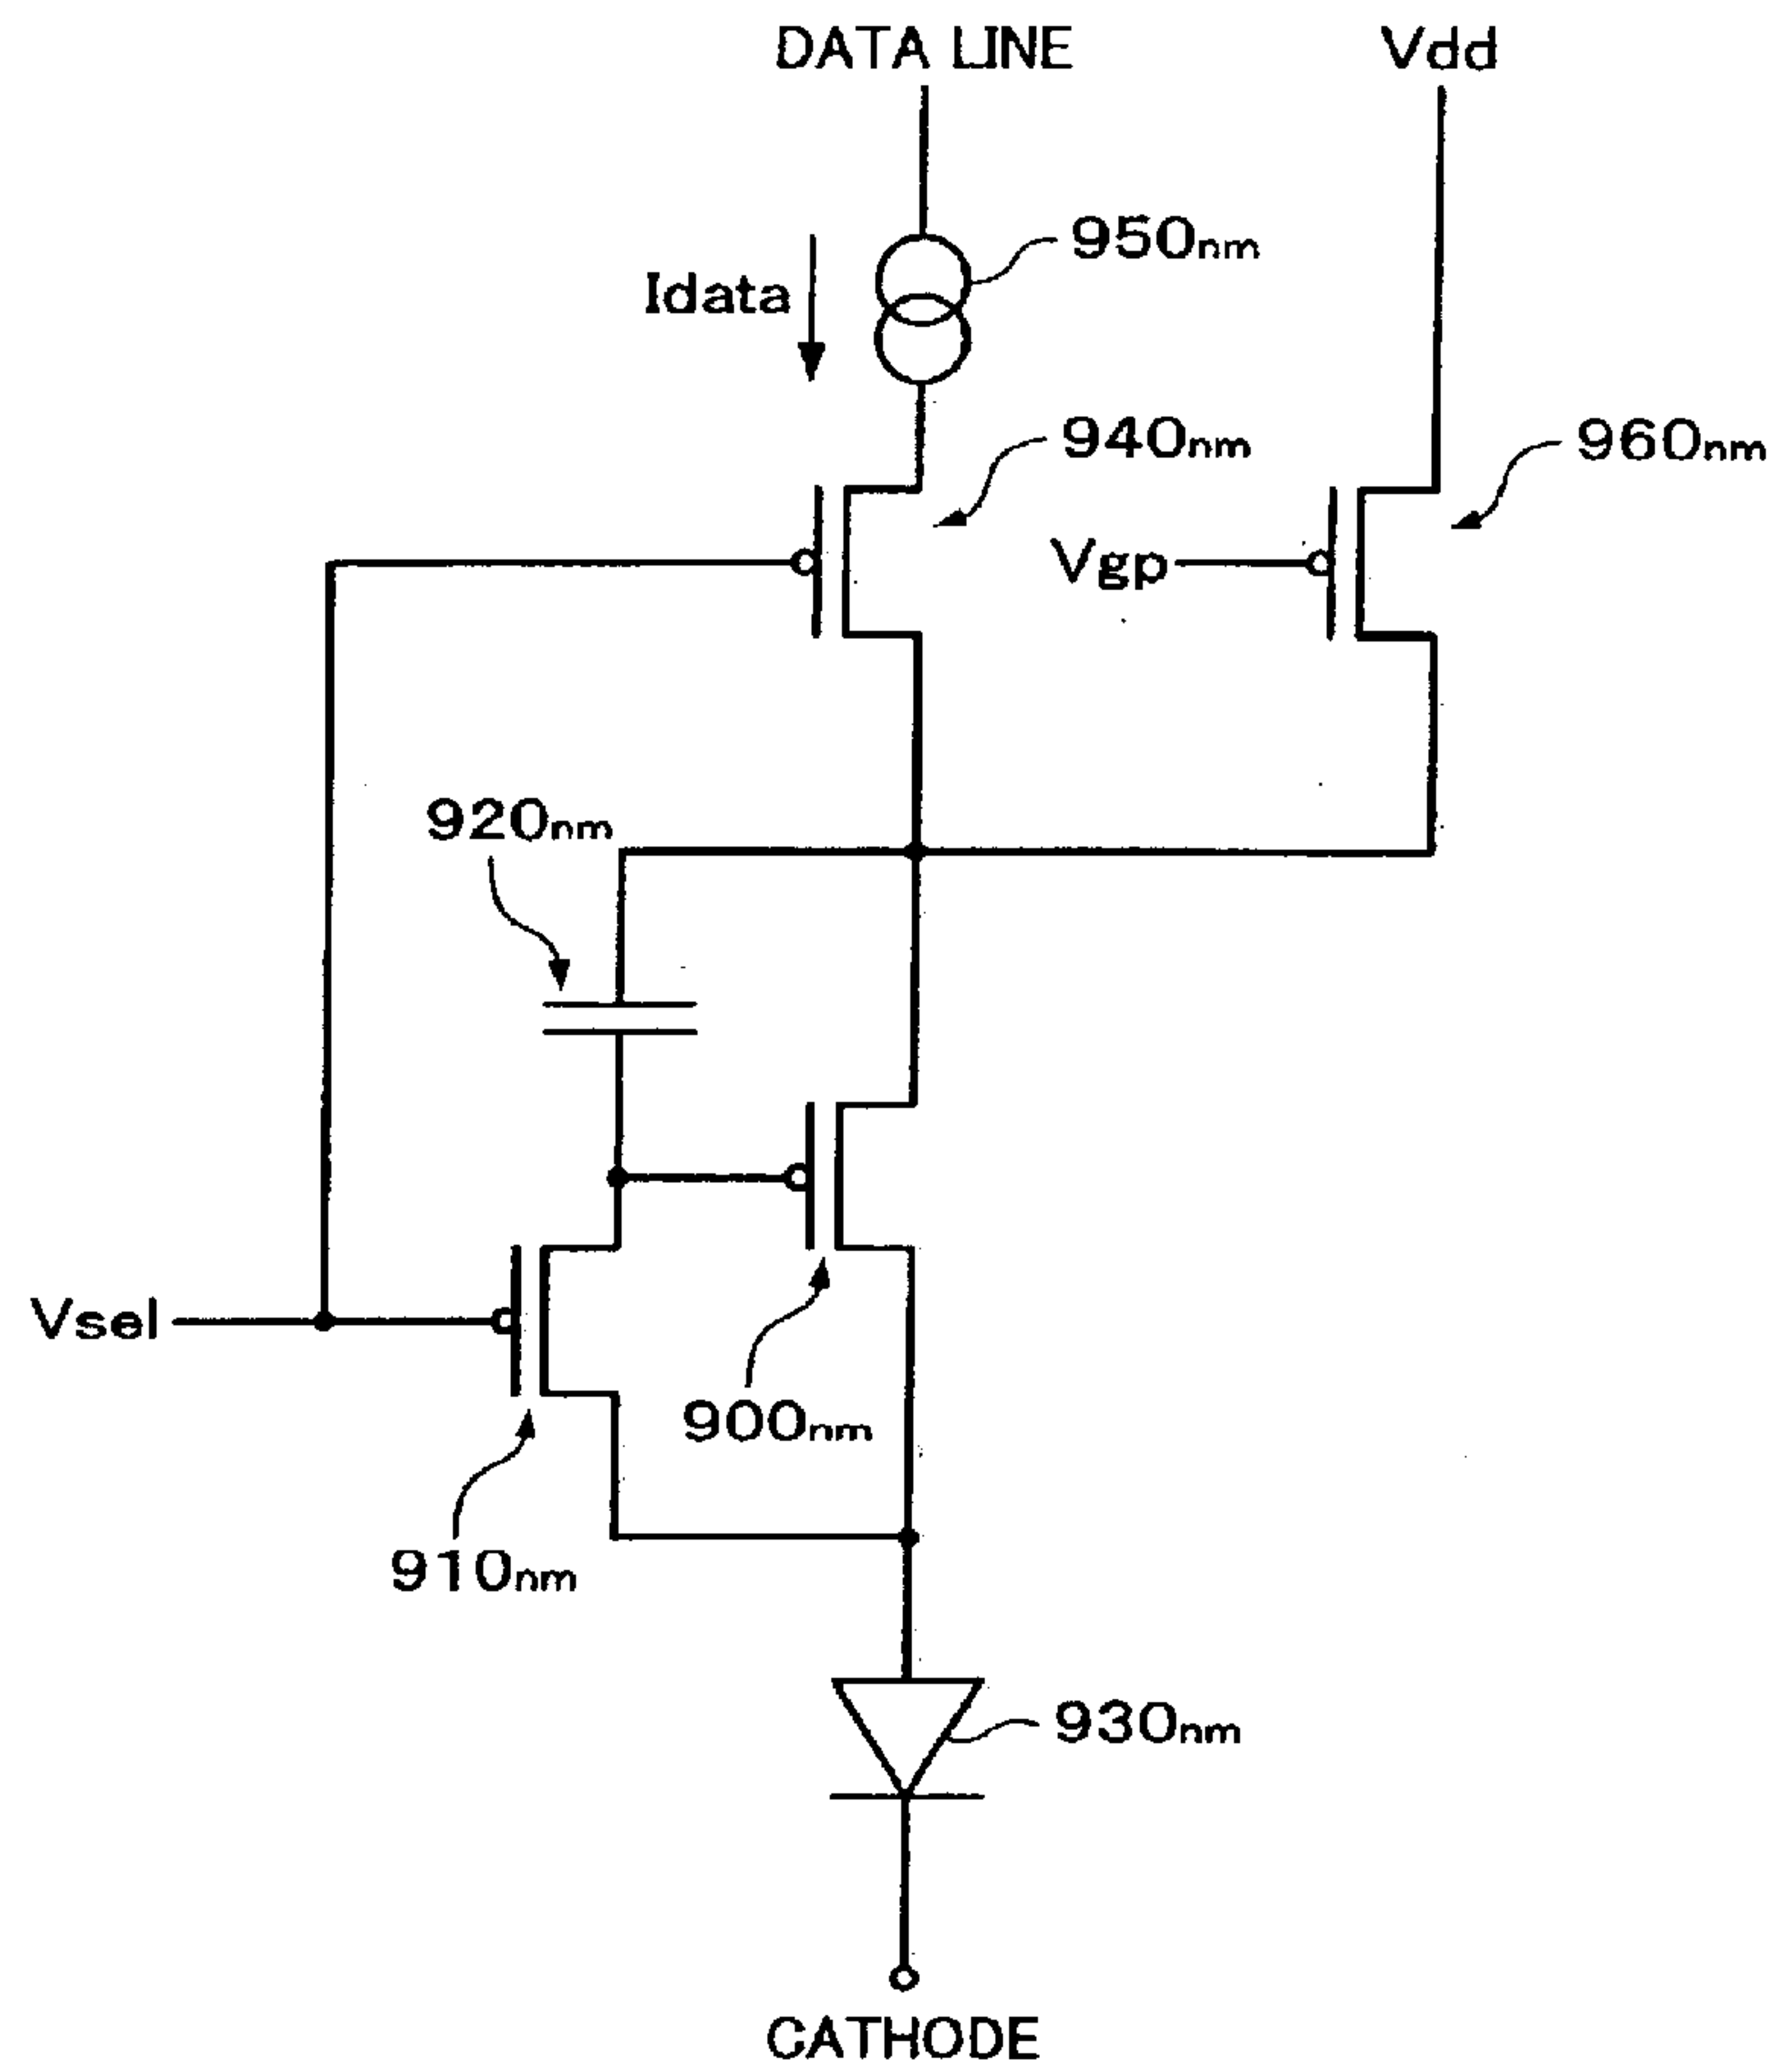 DATA LINE
Vdd
950nm
Idata
940nm
960nm
Vgp
920nm
Vsel
900nm
910nm
930nm
CATHODE